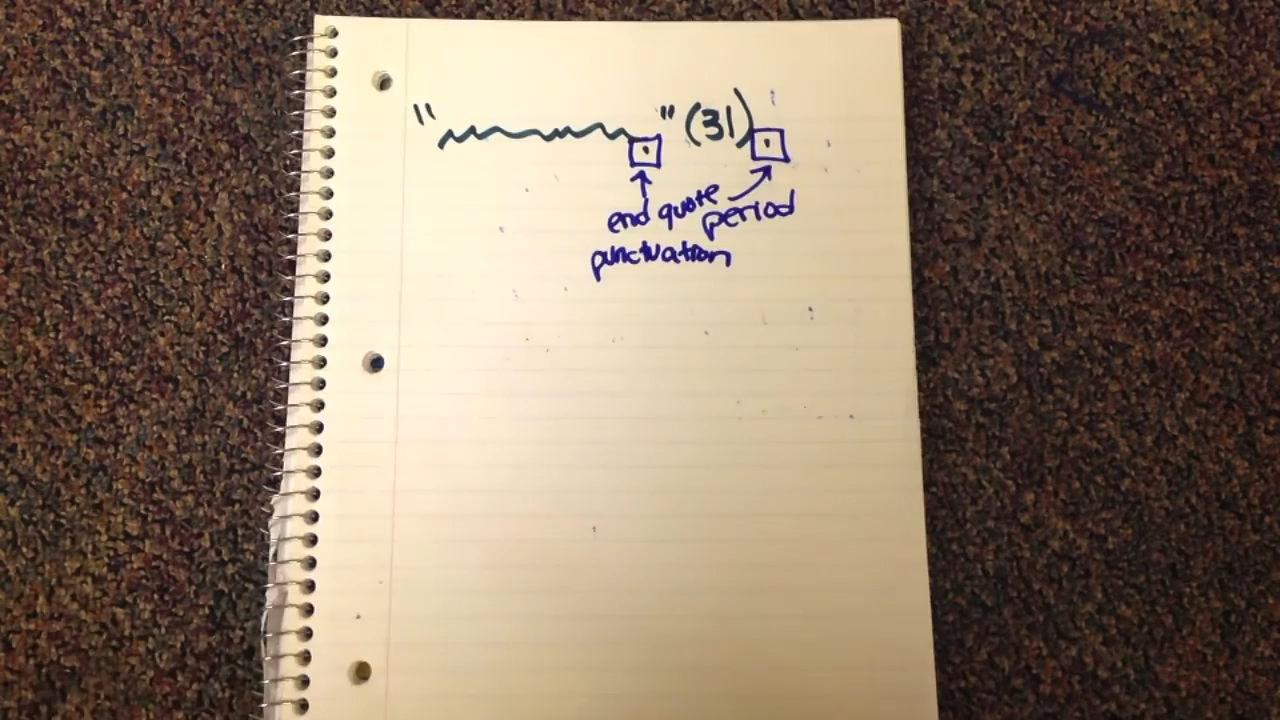 " . " (31) .
end quote period
punctuation